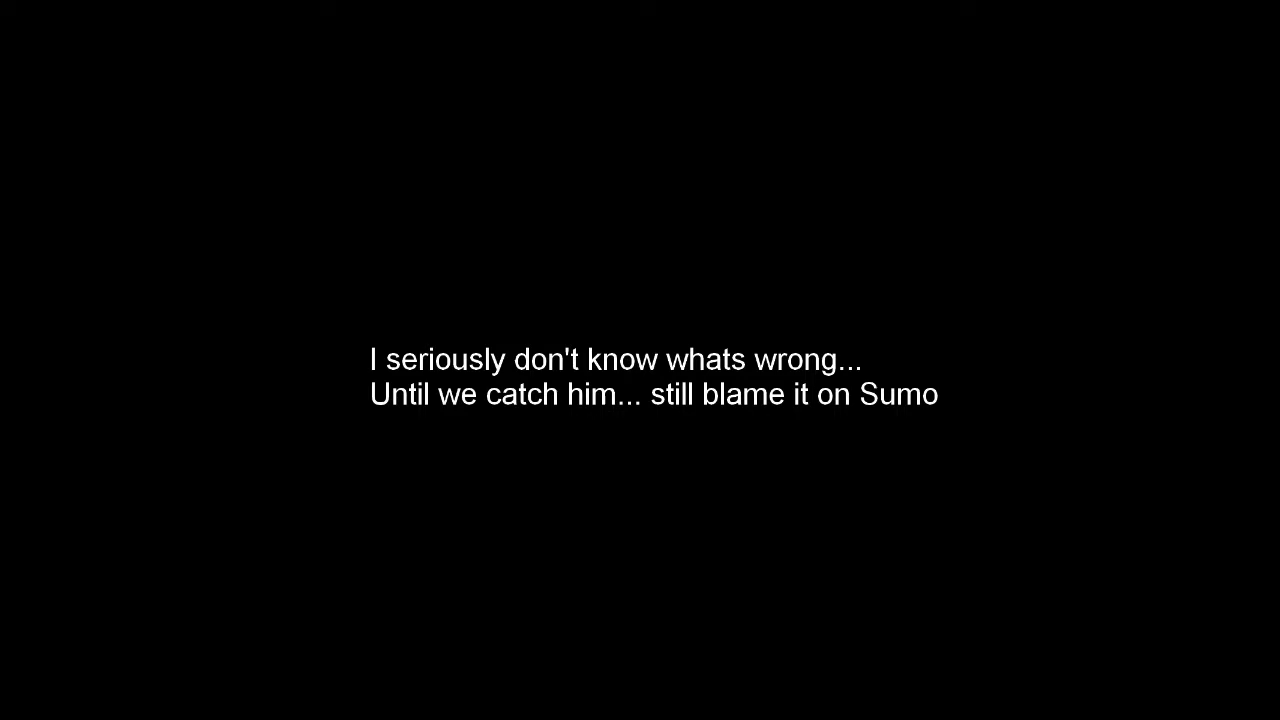 I seriously don't know whats wrong...
Until we catch him... still blame it on Sumo